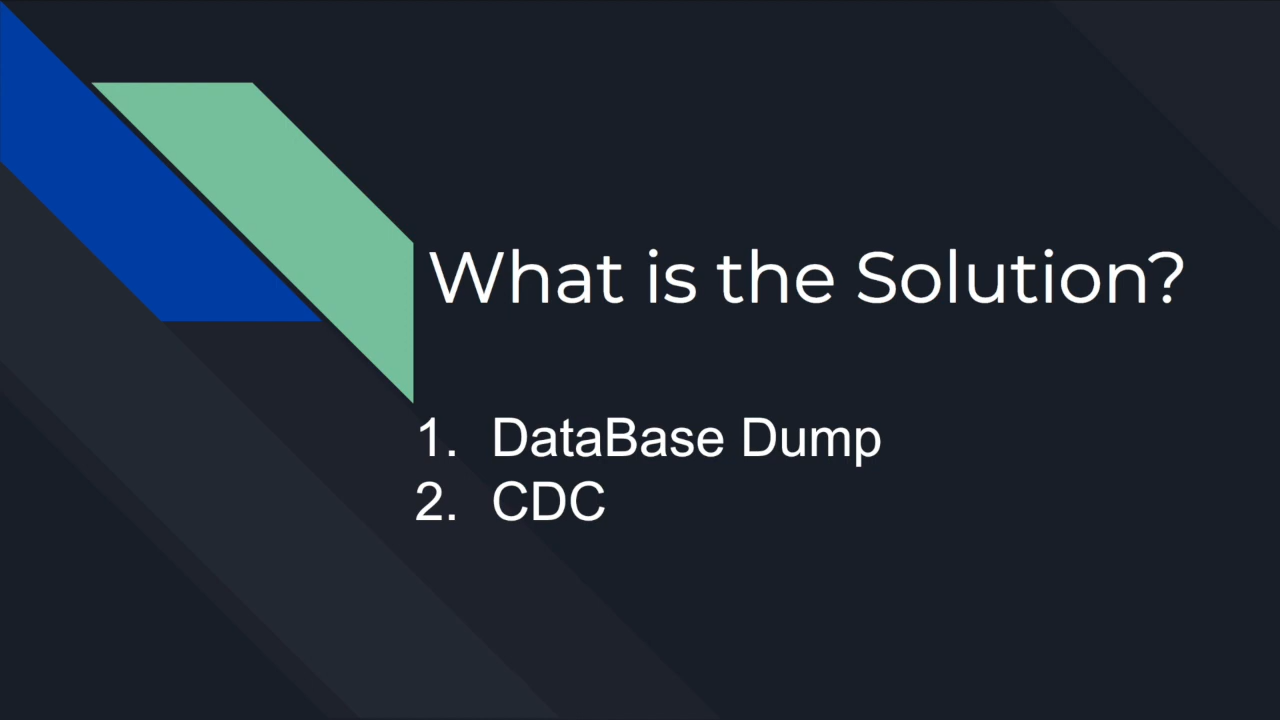 What is the Solution?
1. DataBase Dump
2. CDC